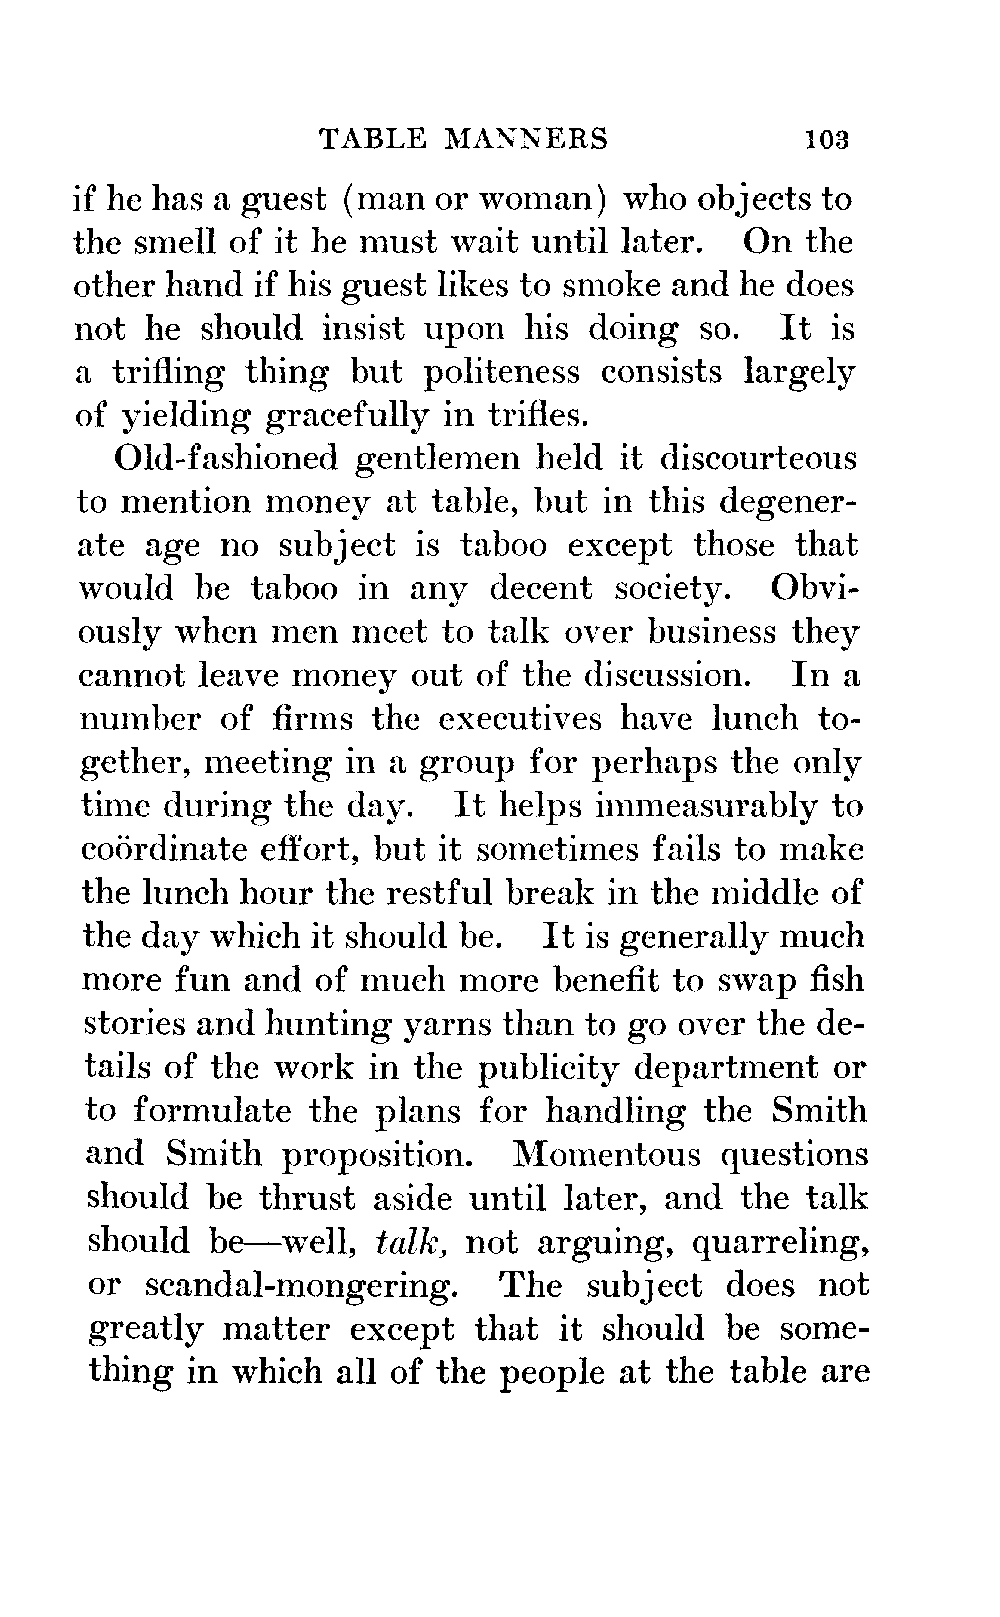 TABLE MANNERS 103
if he has a guest (man or woman) who objects to
the smell of it he must wait until later. On the
other hand if his guest likes to smoke and he does
not he should insist upon his doing so. It is
a trifling thing but politeness consists largely
of yielding gracefully in trifles.
Old-fashioned gentlemen held it discourteous
to mention money at table, but in this degener-
ate age no subject is taboo except those that
would be taboo in any decent society. Obvi-
ously when men meet to talk over business they
cannot leave money out of the discussion. In a
number of firms the executives have lunch to-
gether, meeting in a group for perhaps the only
time during the day. It helps immeasurably to
coördinate effort, but it sometimes fails to make
the lunch hour the restful break in the middle of
the day which it should be. It is generally much
more fun and of much more benefit to swap fish
stories and hunting yarns than to go over the de-
tails of the work in the publicity department or
to formulate the plans for handling the Smith
and Smith proposition. Momentous questions
should be thrust aside until later, and the talk
should be—well, talk, not arguing, quarreling,
or scandal-mongering. The subject does not
greatly matter except that it should be some-
thing in which all of the people at the table are